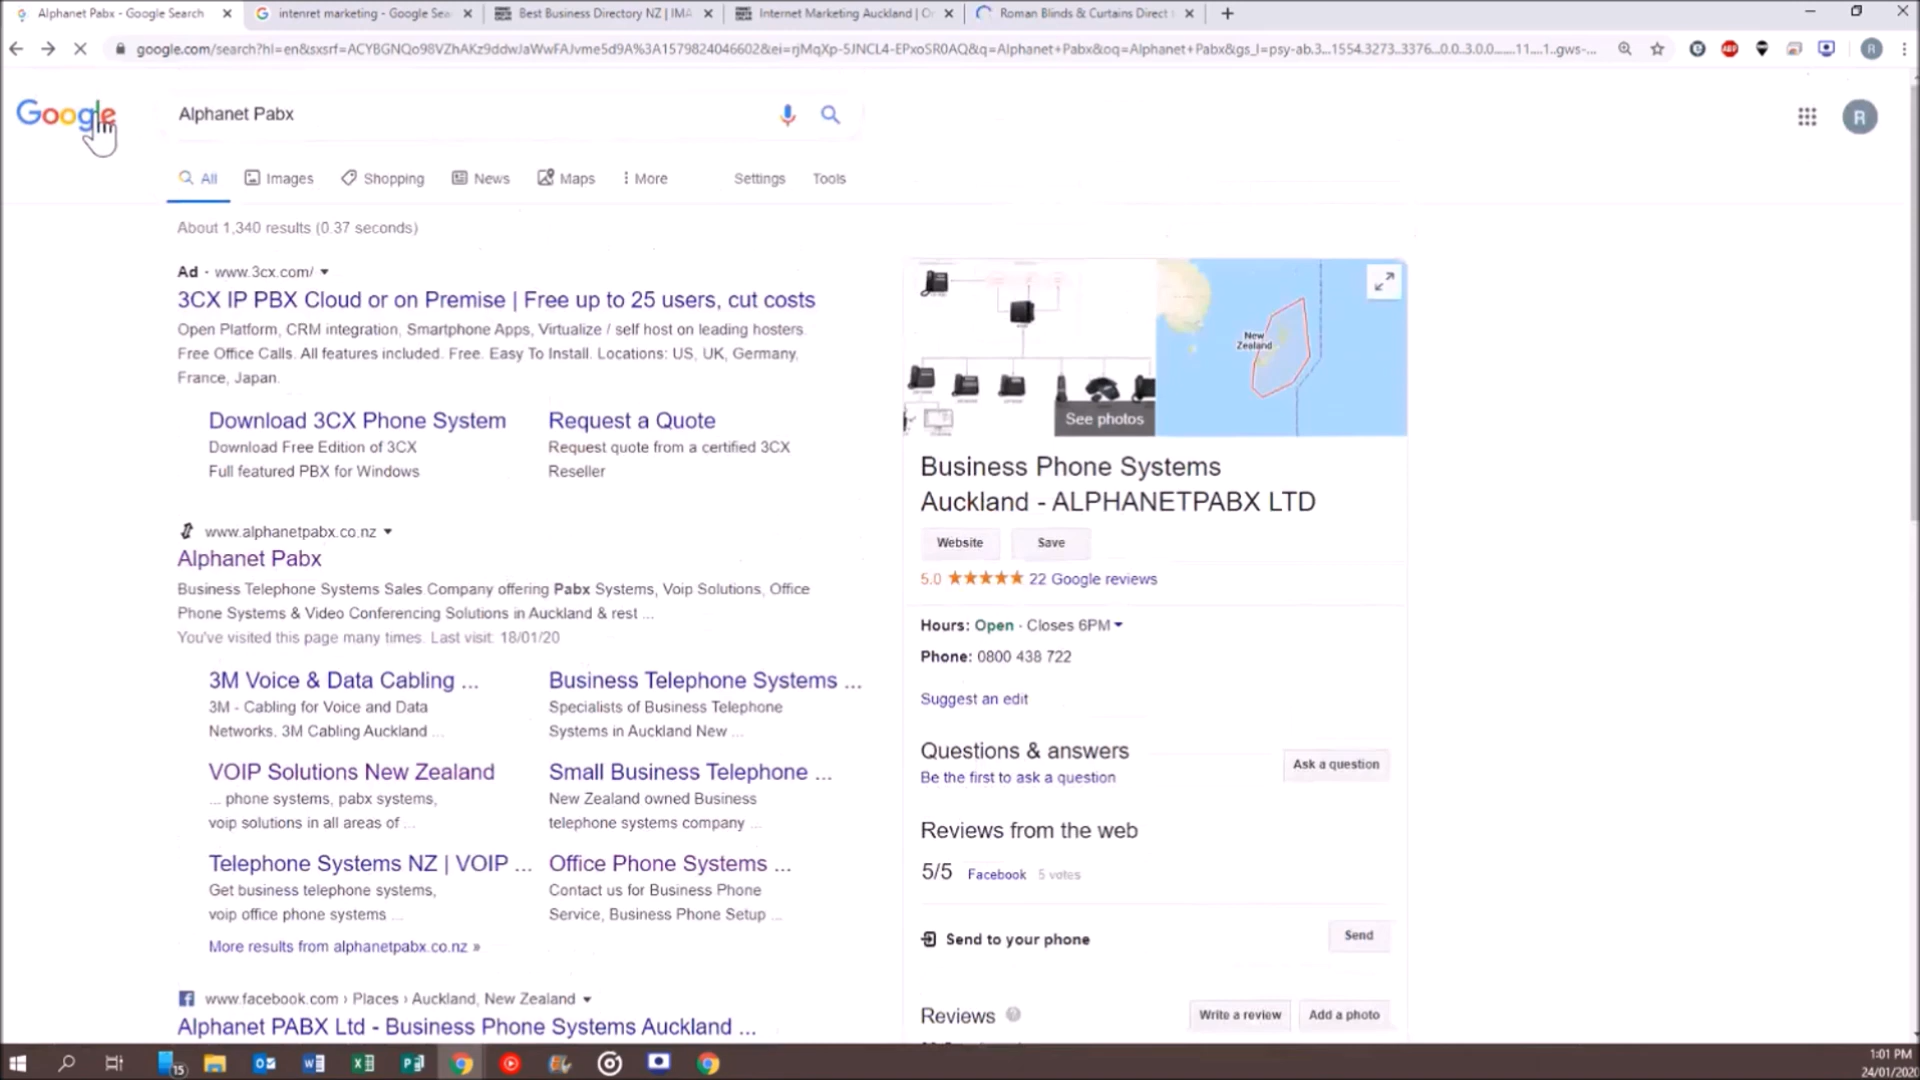 Alphanet Pabx - Google Search
intenret marketing - Google Sea
Best Business Directory NZ | IMA
Internet Marketing Auckland | O
Roman Blinds & Curtains Direct
google.com/search?hl=en&sxsrf=ACYBGNQo98VZhAKz9ddwJaWwFAJvme5d9A%3A1579824046602&ei=rjMqXp-5JNCL4-EPxoSR0AQ&q=Alphanet+Pabx&oq=Alphanet+Pabx&gs_l=psy-ab.3...1554.3273..3376...0.0..3.0.0.......11....1..gws-...
R
Google
Alphanet Pabx
R
All
Images
Shopping
News
Maps
More
Settings
Tools
About 1,340 results (0.37 seconds)
Ad · www.3cx.com/
3CX IP PBX Cloud or on Premise | Free up to 25 users, cut costs
Open Platform, CRM integration, Smartphone Apps, Virtualize / self host on leading hosters.
Free Office Calls. All features included. Free. Easy To Install. Locations: US, UK, Germany,
France, Japan.
Download 3CX Phone System
Download Free Edition of 3CX
Full featured PBX for Windows
Request a Quote
Request quote from a certified 3CX
Reseller
www.alphanetpabx.co.nz
Alphanet Pabx
Business Telephone Systems Sales Company offering Pabx Systems, Voip Solutions, Office
Phone Systems & Video Conferencing Solutions in Auckland & rest ...
You've visited this page many times. Last visit: 18/01/20
3M Voice & Data Cabling ...
3M - Cabling for Voice and Data
Networks. 3M Cabling Auckland ...
Business Telephone Systems ...
Specialists of Business Telephone
Systems in Auckland New ...
VOIP Solutions New Zealand
... phone systems, pabx systems,
voip solutions in all areas of ...
Small Business Telephone ...
New Zealand owned Business
telephone systems company ...
Telephone Systems NZ | VOIP ...
Get business telephone systems,
voip office phone systems ...
Office Phone Systems ...
Contact us for Business Phone
Service, Business Phone Setup ...
More results from alphanetpabx.co.nz »
www.facebook.com › Places › Auckland, New Zealand
Alphanet PABX Ltd - Business Phone Systems Auckland ...
See photos
New
Zealand
Business Phone Systems
Auckland - ALPHANETPABX LTD
Website
Save
5.0 ★★★★★ 22 Google reviews
Hours: Open · Closes 6PM
Phone: 0800 438 722
Suggest an edit
Questions & answers
Be the first to ask a question
Ask a question
Reviews from the web
5/5 Facebook 5 votes
Send to your phone
Send
Reviews
Write a review
Add a photo
15
1:01 PM
24/01/2020